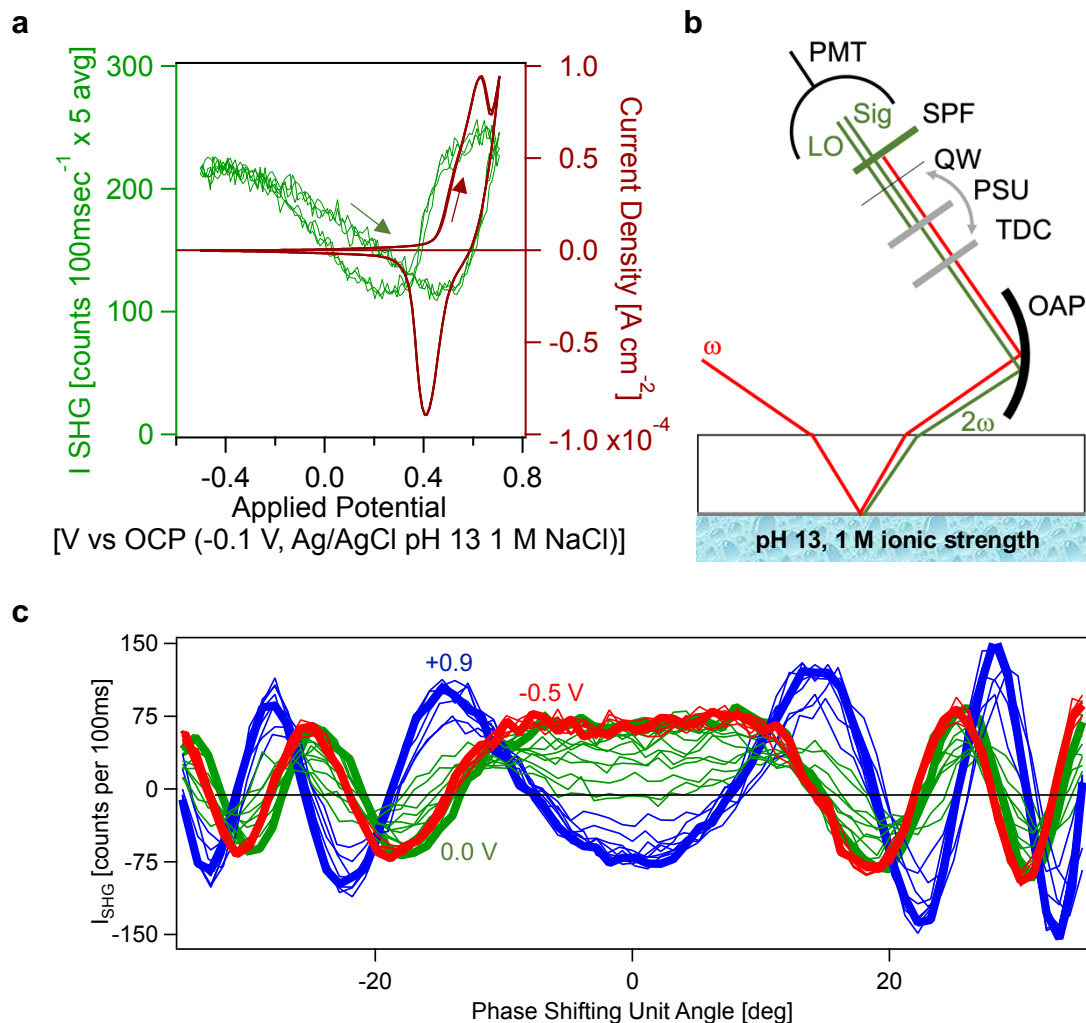 a
300
200
100
0
I SHG [counts 100msec⁻¹ x 5 avg]
1.0
0.5
0.0
-0.5
-1.0 x10⁻⁴
Current Density [A cm⁻²]
-0.4
0.0
0.4
0.8
Applied Potential
[V vs OCP (-0.1 V, Ag/AgCl pH 13 1 M NaCl)]
b
PMT
Sig
LO
SPF
QW
PSU
TDC
OAP
ω
2ω
pH 13, 1 M ionic strength
c
150
75
0
-75
-150
I_SHG [counts per 100ms]
+0.9
-0.5 V
0.0 V
-20
0
20
Phase Shifting Unit Angle [deg]